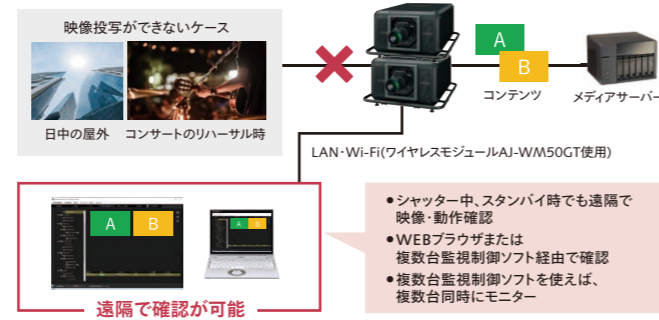 映像投写ができないケース
日中の屋外
コンサートのリハーサル時
A
B
コンテンツ
メディアサーバー
LAN・Wi-Fi(ワイヤレスモジュールAJ-WM50GT使用)
A B
A B
遠隔で確認が可能
●シャッター中、スタンバイ時でも遠隔で
映像・動作確認
●WEBブラウザまたは
複数台監視制御ソフト経由で確認
●複数台監視制御ソフトを使えば、
複数台同時にモニター